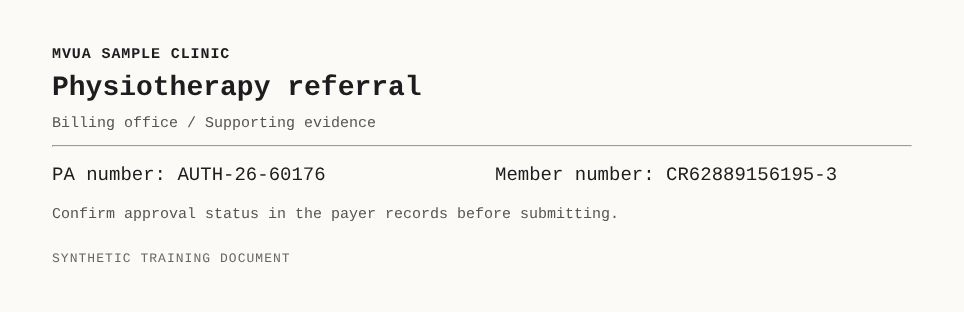 MVUA SAMPLE CLINIC
Physiotherapy referral
Billing office / Supporting evidence
PA number: AUTH-26-60176 Member number: CR62889156195-3
Confirm approval status in the payer records before submitting.
SYNTHETIC TRAINING DOCUMENT